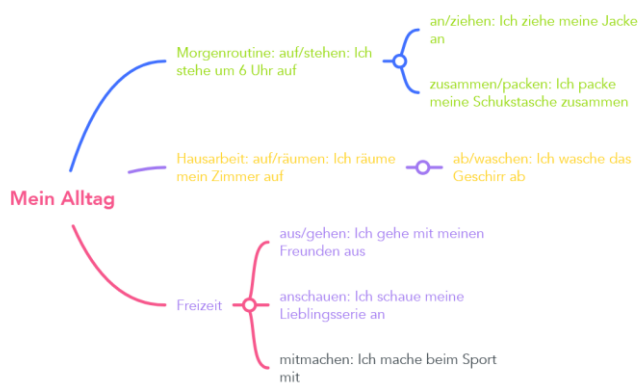 an/ziehen: Ich ziehe meine Jacke
an
Morgenroutine: auf/stehen: Ich
stehe um 6 Uhr auf
zusammen/packen: Ich packe
meine Schukstasche zusammen
Hausarbeit: auf/räumen: Ich räume
mein Zimmer auf
ab/waschen: Ich wasche das
Geschirr ab
Mein Alltag
aus/gehen: Ich gehe mit meinen
Freunden aus
Freizeit
anschauen: Ich schaue meine
Lieblingsserie an
mitmachen: Ich mache beim Sport
mit